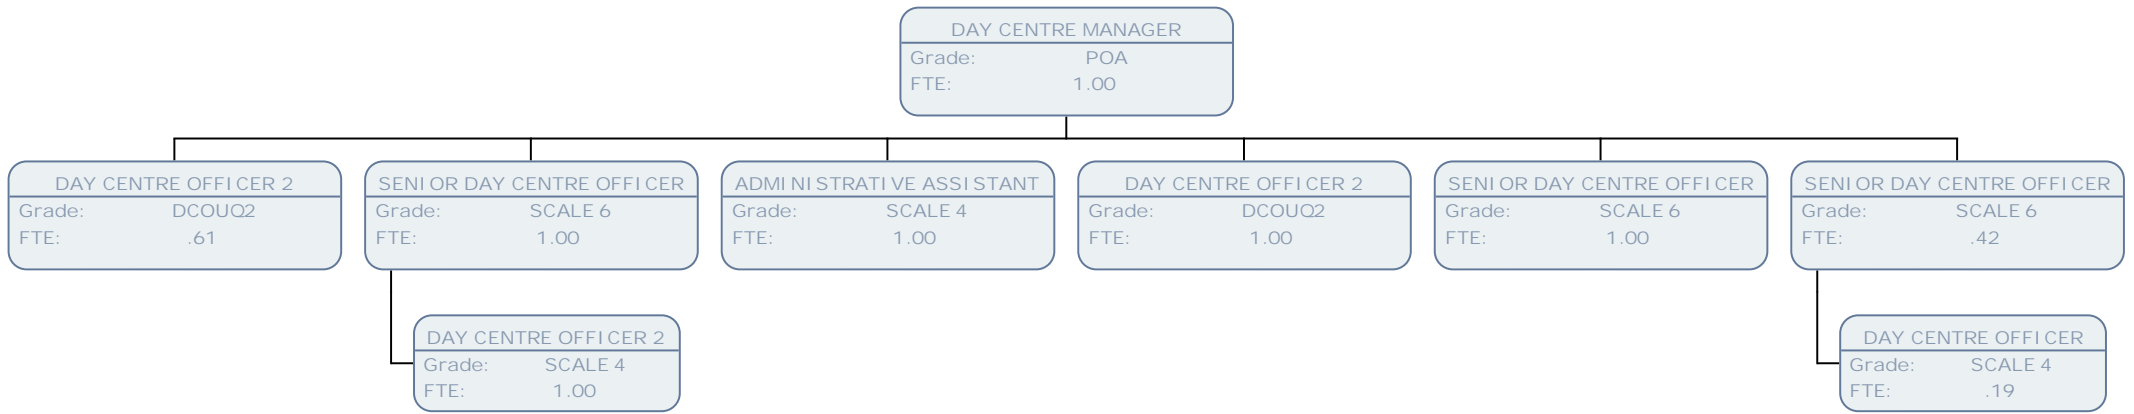 DAY CENTRE MANAGER
Grade: POA
FTE: 1.00
DAY CENTRE OFFICER 2
Grade: DCOUQ2
FTE: .61
SENIOR DAY CENTRE OFFICER
Grade: SCALE 6
FTE: 1.00
ADMINISTRATIVE ASSISTANT
Grade: SCALE 4
FTE: 1.00
DAY CENTRE OFFICER 2
Grade: DCOUQ2
FTE: 1.00
SENIOR DAY CENTRE OFFICER
Grade: SCALE 6
FTE: 1.00
SENIOR DAY CENTRE OFFICER
Grade: SCALE 6
FTE: .42
DAY CENTRE OFFICER 2
Grade: SCALE 4
FTE: 1.00
DAY CENTRE OFFICER
Grade: SCALE 4
FTE: .19